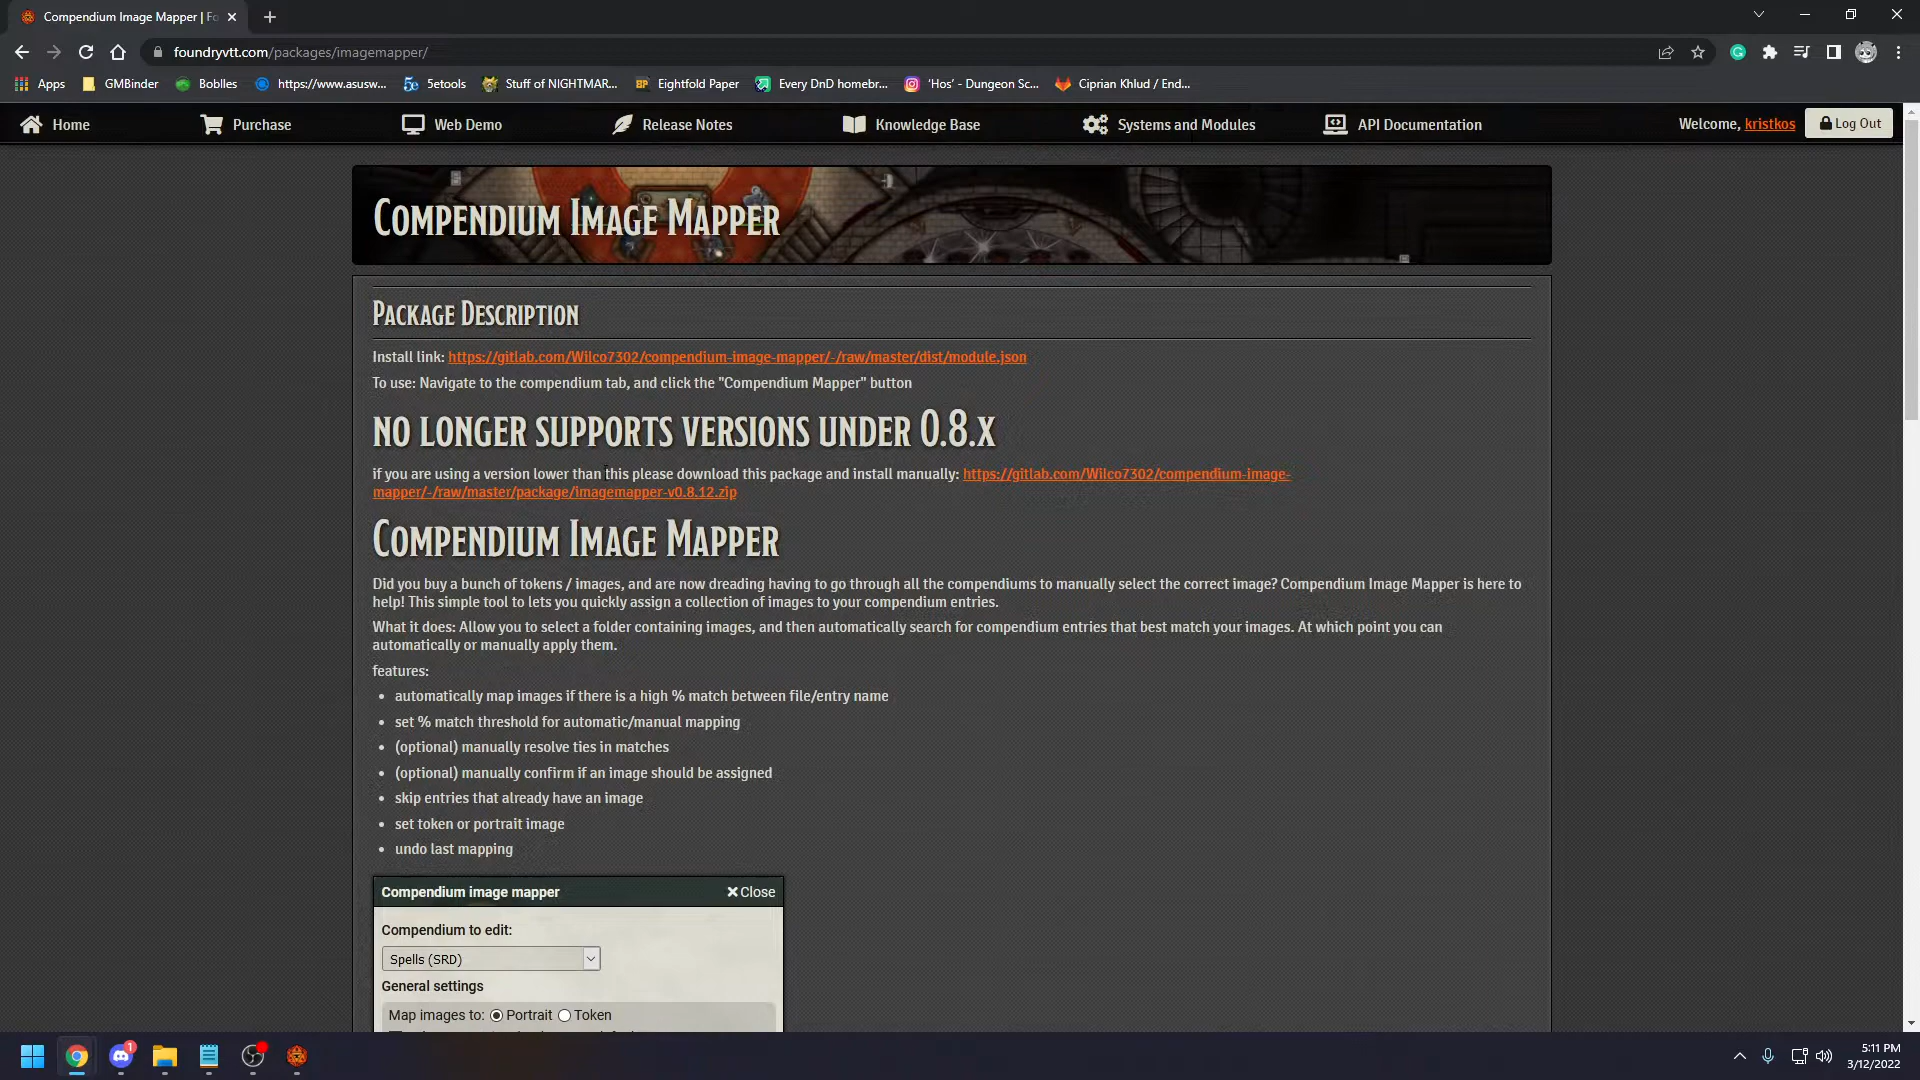 Compendium Image Mapper | Fo
foundryvtt.com/packages/imagemapper/
Apps
GMBinder
Boblles
https://www.asusw...
5etools
Stuff of NIGHTMAR...
Eightfold Paper
Every DnD homebr...
'Hos' - Dungeon Sc...
Ciprian Khlud / End...
Home
Purchase
Web Demo
Release Notes
Knowledge Base
Systems and Modules
API Documentation
Welcome, kristkos
Log Out
Compendium Image Mapper
Package Description
Install link: https://gitlab.com/Wilco7302/compendium-image-mapper/-/raw/master/dist/module.json
To use: Navigate to the compendium tab, and click the "Compendium Mapper" button
no longer supports versions under 0.8.x
if you are using a version lower than this please download this package and install manually: https://gitlab.com/Wilco7302/compendium-image-
mapper/-/raw/master/package/imagemapper-v0.8.12.zip
Compendium Image Mapper
Did you buy a bunch of tokens / images, and are now dreading having to go through all the compendiums to manually select the correct image? Compendium Image Mapper is here to
help! This simple tool to lets you quickly assign a collection of images to your compendium entries.
What it does: Allow you to select a folder containing images, and then automatically search for compendium entries that best match your images. At which point you can
automatically or manually apply them.
features:
• automatically map images if there is a high % match between file/entry name
• set % match threshold for automatic/manual mapping
• (optional) manually resolve ties in matches
• (optional) manually confirm if an image should be assigned
• skip entries that already have an image
• set token or portrait image
• undo last mapping
Compendium image mapper
Close
Compendium to edit:
Spells (SRD)
General settings
Map images to: Portrait Token
1
5:11 PM
3/12/2022